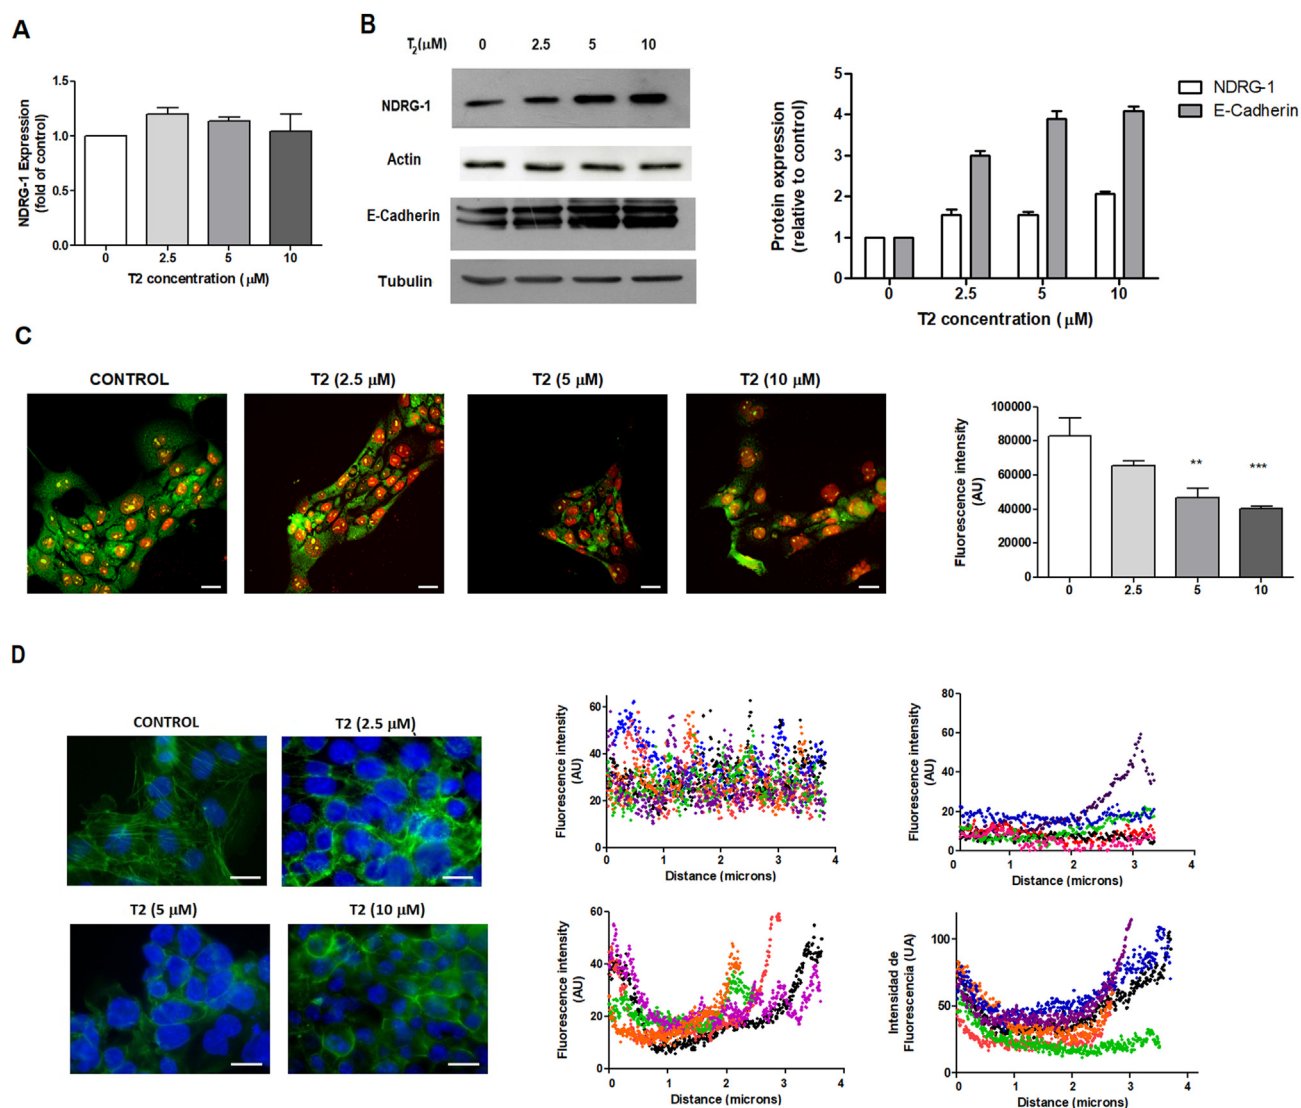 A
NDRG-1 Expression
(fold of control)
1.5
1.0
0.5
0.0
0 2.5 5 10
T2 concentration (μM)
B
T2(μM) 0 2.5 5 10
NDRG-1
Actin
E-Cadherin
Tubulin
Protein expression
(relative to control)
5
4
3
2
1
0
0 2.5 5 10
T2 concentration (μM)
NDRG-1
E-Cadherin
C
CONTROL
T2 (2.5 μM)
T2 (5 μM)
T2 (10 μM)
Fluorescence intensity
(AU)
100000
80000
60000
40000
20000
0
** ***
0 2.5 5 10
D
CONTROL
T2 (2.5 μM)
T2 (5 μM)
T2 (10 μM)
Fluorescence intensity
(AU)
60
40
20
0
0 1 2 3 4
Distance (microns)
Fluorescence intensity
(AU)
80
60
40
20
0
0 1 2 3 4
Distance (microns)
Fluorescence intensity
(AU)
60
40
20
0
0 1 2 3 4
Distance (microns)
Intensidad de
Fluorescencia (UA)
100
50
0
0 1 2 3 4
Distance (microns)